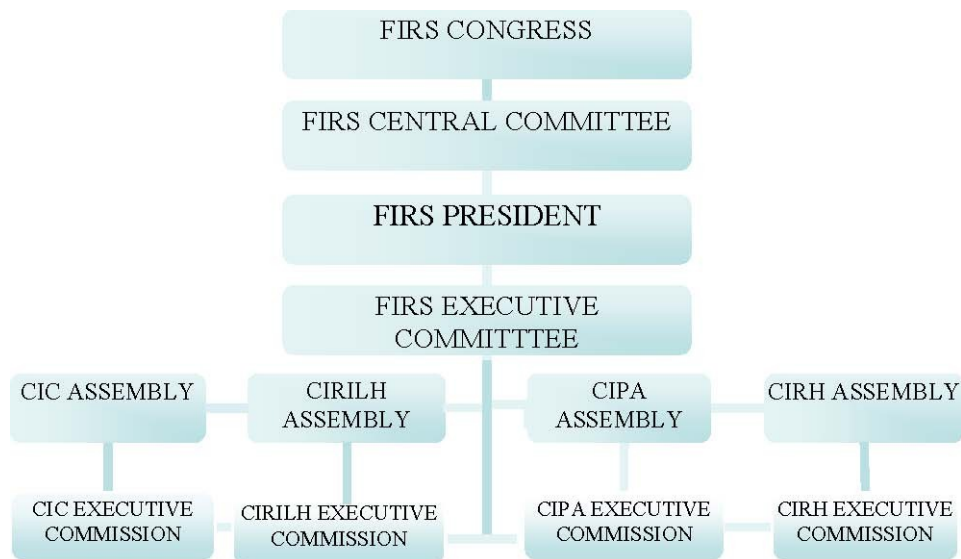 FIRS CONGRESS
FIRS CENTRAL COMMITTEE
FIRS PRESIDENT
FIRS EXECUTIVE
COMMITTTEE
CIC ASSEMBLY
CIRILH
ASSEMBLY
CIPA
ASSEMBLY
CIRH ASSEMBLY
CIC EXECUTIVE
COMMISSION
CIRILH EXECUTIVE
COMMISSION
CIPA EXECUTIVE
COMMISSION
CIRH EXECUTIVE
COMMISSION